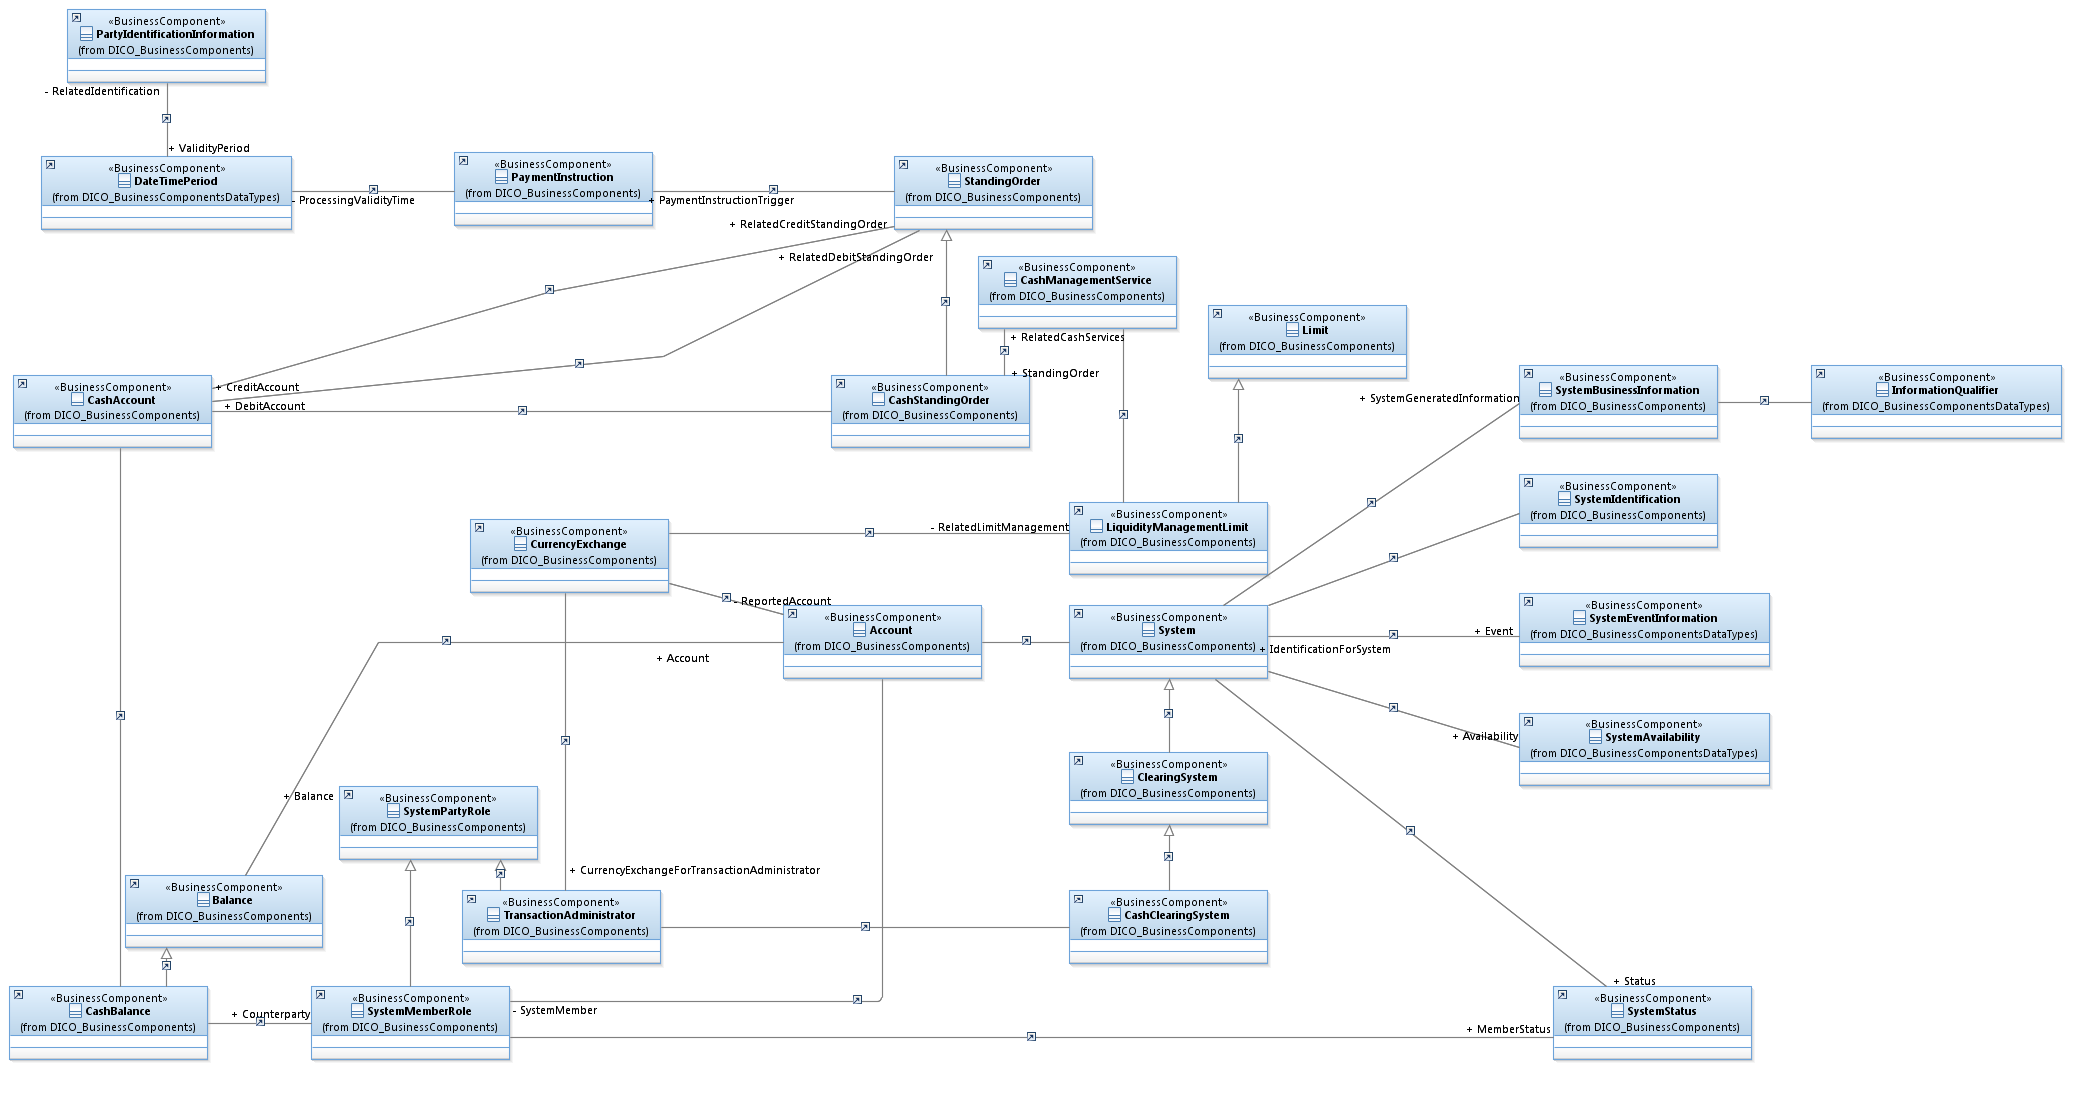 «BusinessComponent»
PartyIdentificationInformation
(from DICO_BusinessComponents)
- RelatedIdentification
+ ValidityPeriod
«BusinessComponent»
DateTimePeriod
(from DICO_BusinessComponentsDataTypes)
- ProcessingValidityTime
«BusinessComponent»
PaymentInstruction
(from DICO_BusinessComponents)
+ PaymentInstructionTrigger
«BusinessComponent»
StandingOrder
(from DICO_BusinessComponents)
+ RelatedCreditStandingOrder
+ RelatedDebitStandingOrder
«BusinessComponent»
CashManagementService
(from DICO_BusinessComponents)
+ RelatedCashServices
+ StandingOrder
«BusinessComponent»
Limit
(from DICO_BusinessComponents)
«BusinessComponent»
CashAccount
(from DICO_BusinessComponents)
+ CreditAccount
+ DebitAccount
«BusinessComponent»
CashStandingOrder
(from DICO_BusinessComponents)
+ SystemGeneratedInformation
«BusinessComponent»
SystemBusinessInformation
(from DICO_BusinessComponents)
«BusinessComponent»
InformationQualifier
(from DICO_BusinessComponentsDataTypes)
«BusinessComponent»
SystemIdentification
(from DICO_BusinessComponents)
«BusinessComponent»
CurrencyExchange
(from DICO_BusinessComponents)
- RelatedLimitManagement
«BusinessComponent»
LiquidityManagementLimit
(from DICO_BusinessComponents)
- ReportedAccount
«BusinessComponent»
Account
(from DICO_BusinessComponents)
+ Account
«BusinessComponent»
System
(from DICO_BusinessComponents)
+ IdentificationForSystem
+ Event
«BusinessComponent»
SystemEventInformation
(from DICO_BusinessComponentsDataTypes)
+ Availability
«BusinessComponent»
SystemAvailability
(from DICO_BusinessComponentsDataTypes)
«BusinessComponent»
ClearingSystem
(from DICO_BusinessComponents)
+ Balance
«BusinessComponent»
SystemPartyRole
(from DICO_BusinessComponents)
+ CurrencyExchangeForTransactionAdministrator
«BusinessComponent»
Balance
(from DICO_BusinessComponents)
«BusinessComponent»
TransactionAdministrator
(from DICO_BusinessComponents)
«BusinessComponent»
CashClearingSystem
(from DICO_BusinessComponents)
«BusinessComponent»
CashBalance
(from DICO_BusinessComponents)
+ Counterparty
«BusinessComponent»
SystemMemberRole
(from DICO_BusinessComponents)
- SystemMember
+ Status
+ MemberStatus
«BusinessComponent»
SystemStatus
(from DICO_BusinessComponents)